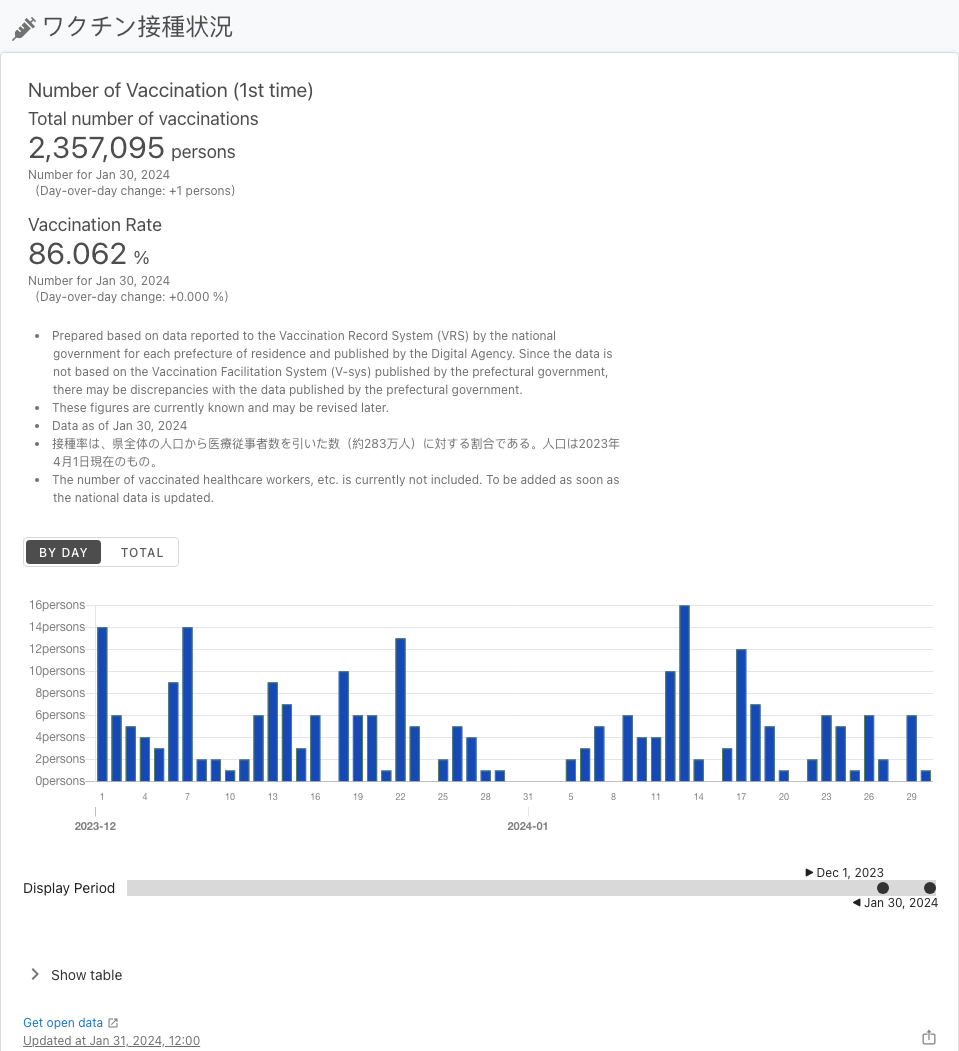 ワクチン接種状況
Number of Vaccination (1st time)
Total number of vaccinations
2,357,095 persons
Number for Jan 30, 2024
(Day-over-day change: +1 persons)
Vaccination Rate
86.062 %
Number for Jan 30, 2024
(Day-over-day change: +0.000 %)
• Prepared based on data reported to the Vaccination Record System (VRS) by the national
government for each prefecture of residence and published by the Digital Agency. Since the data is
not based on the Vaccination Facilitation System (V-sys) published by the prefectural government,
there may be discrepancies with the data published by the prefectural government.
• These figures are currently known and may be revised later.
• Data as of Jan 30, 2024
• 接種率は、県全体の人口から医療従事者数を引いた数（約283万人）に対する割合である。人口は2023年
4月1日現在のもの。
• The number of vaccinated healthcare workers, etc. is currently not included. To be added as soon as
the national data is updated.
BY DAY TOTAL
16persons
14persons
12persons
10persons
8persons
6persons
4persons
2persons
0persons
1 4 7 10 13 16 19 22 25 28 31 5 8 11 14 17 20 23 26 29
2023-12 2024-01
▶ Dec 1, 2023
Display Period
◀ Jan 30, 2024
Show table
Get open data
Updated at Jan 31, 2024, 12:00